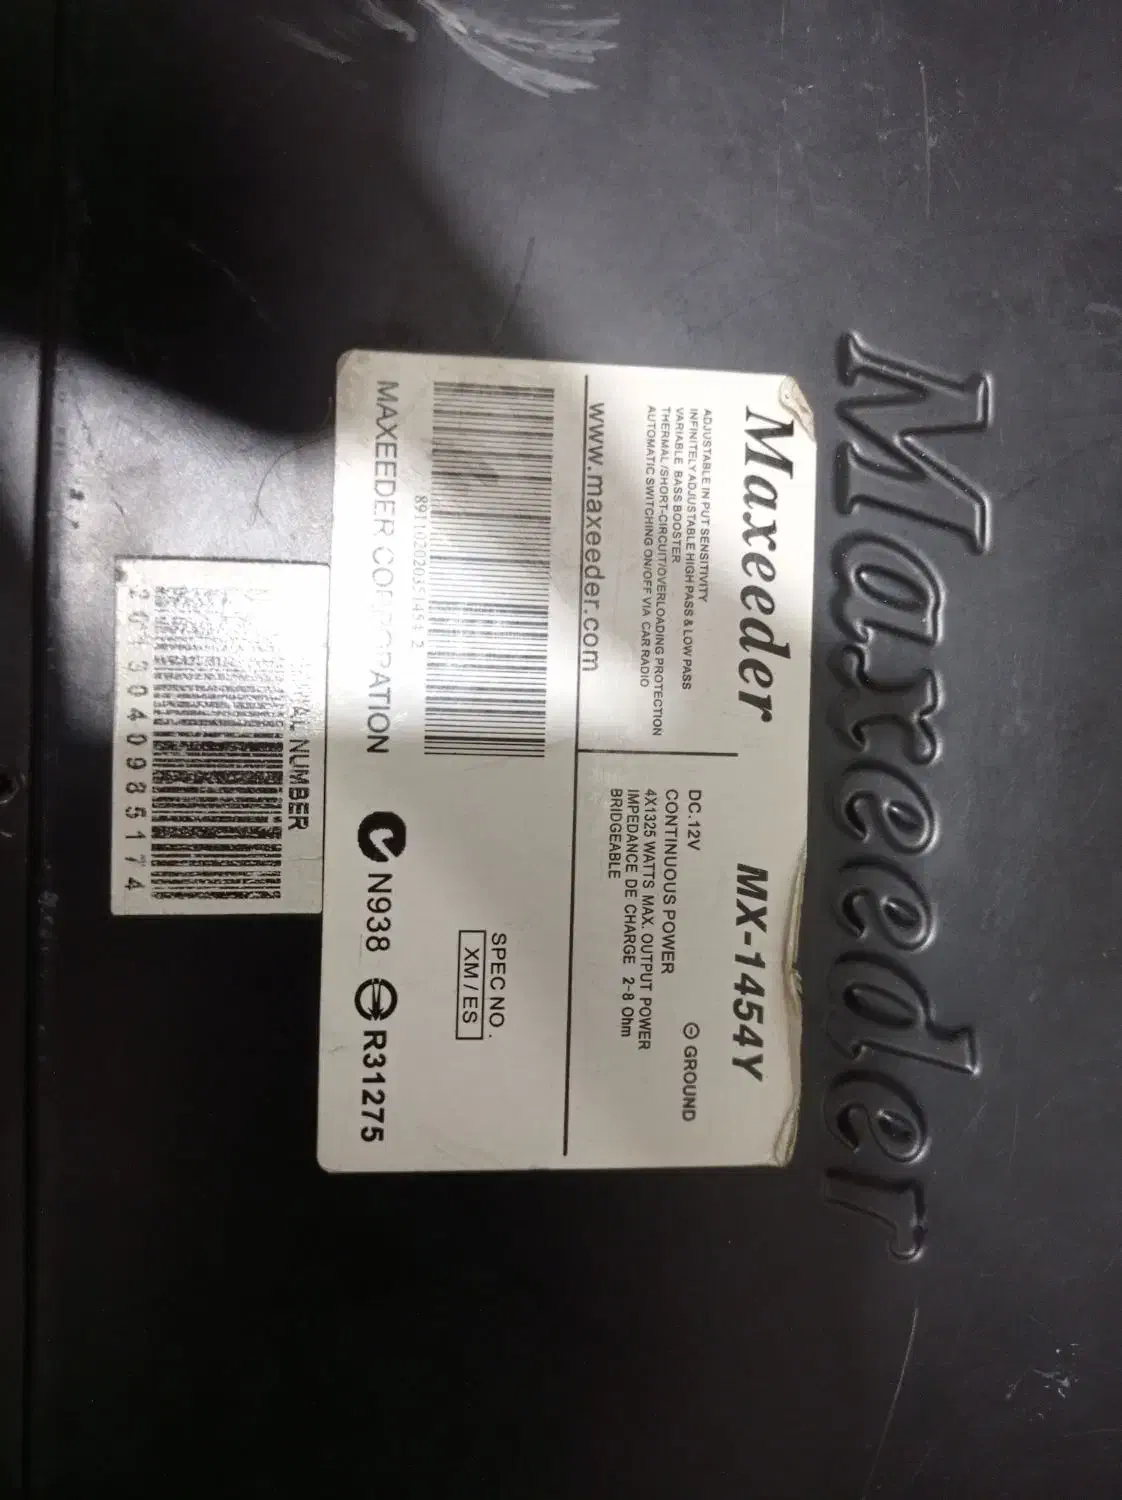 Maxeeder
Maxeeder
MX-1454Y
ADJUSTABLE IN PUT SENSITIVITY
INFINITELY ADJUSTABLE HIGH PASS & LOW PASS
VARIABLE BASS BOOSTER
THERMAL/SHORT-CIRCUIT/OVERLOADING PROTECTION
AUTOMATIC SWITCHING ON/OFF VIA CAR RADIO
DC.12V
⊖ GROUND
CONTINUOUS POWER
4X1325 WATTS MAX. OUTPUT POWER
IMPEDANCE DE CHARGE 2-8 Ohm
BRIDGEABLE
www.maxeeder.com
SPEC NO.
XM/ES
MAXEEDER CORPORATION
N938
R31275
NUMBER